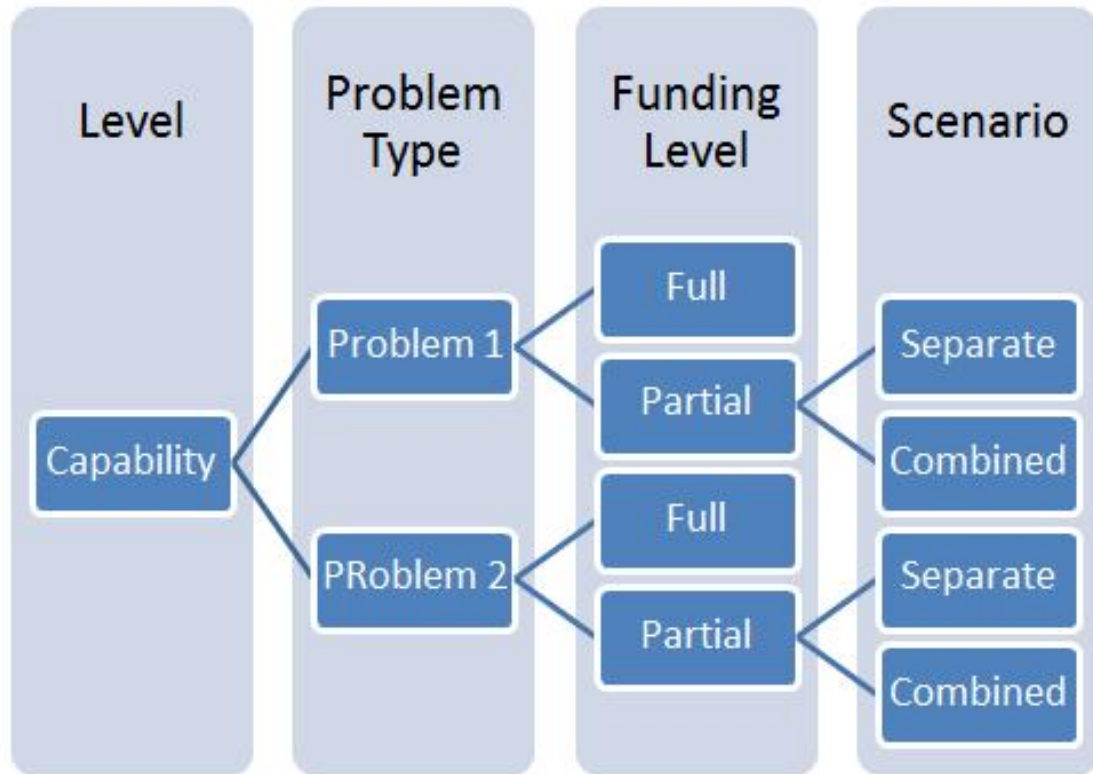 Level
Problem
Type
Funding
Level
Scenario
Capability
Problem 1
PRoblem 2
Full
Partial
Full
Partial
Separate
Combined
Separate
Combined